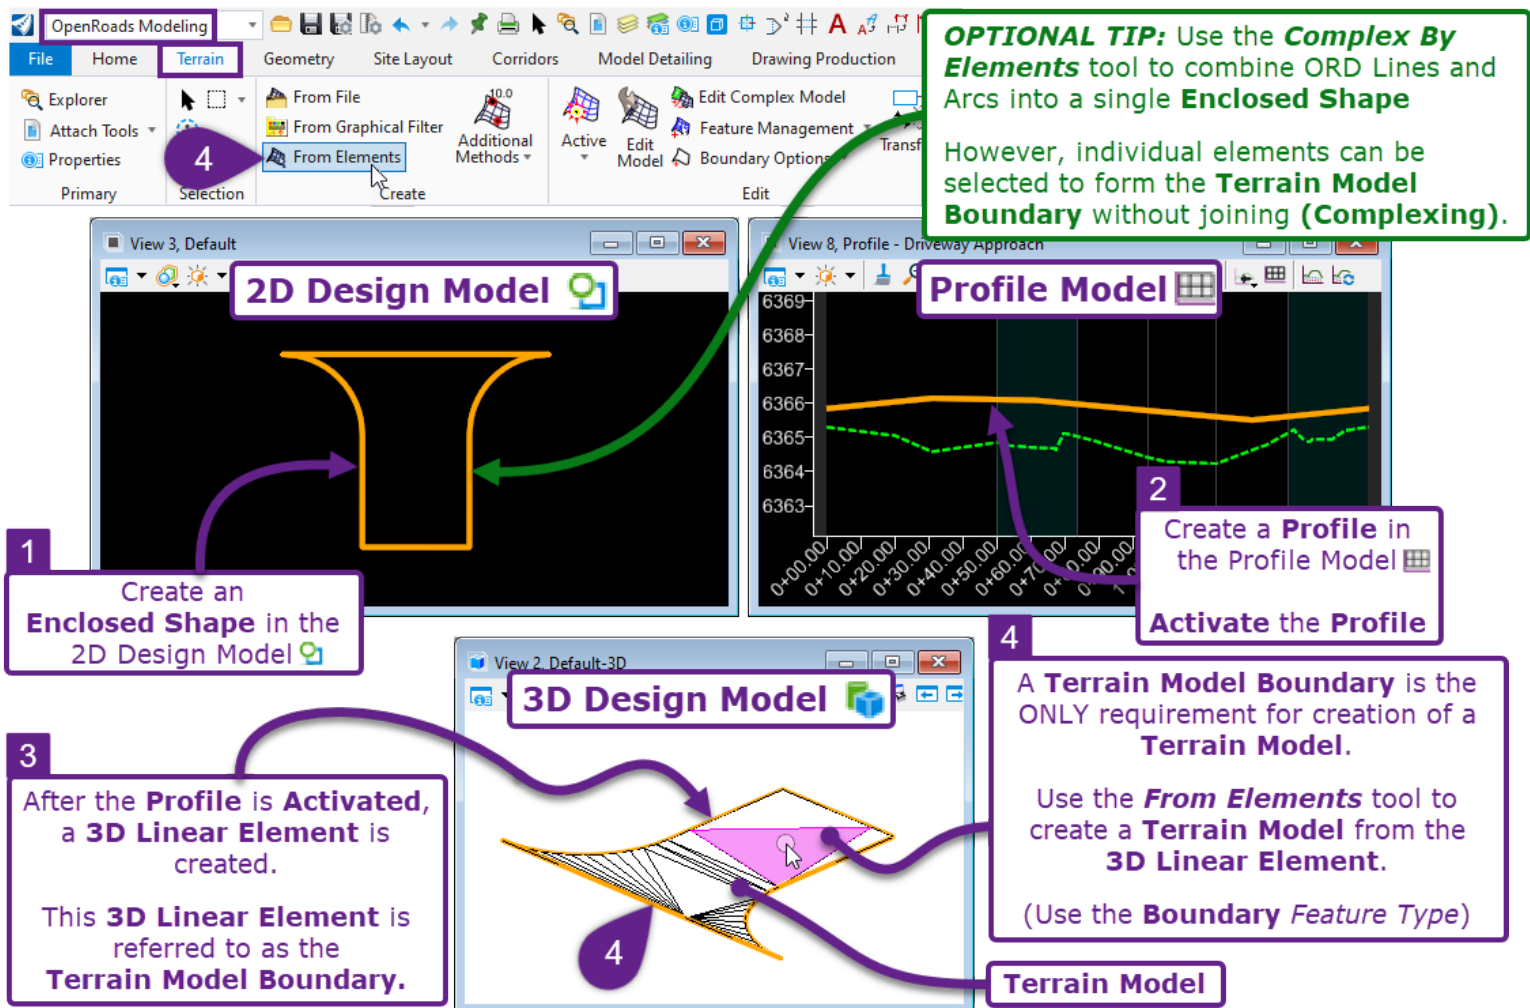 OpenRoads Modeling
File Home Terrain Geometry Site Layout Corridors Model Detailing Drawing Production
Explorer
Attach Tools
Properties
Primary
Selection
From File
From Graphical Filter
From Elements
Create
10.0
Additional
Methods
Active
Edit
Model
Edit Complex Model
Feature Management
Boundary Options
Edit
4
OPTIONAL TIP: Use the Complex By
Elements tool to combine ORD Lines and
Arcs into a single Enclosed Shape
However, individual elements can be
selected to form the Terrain Model
Boundary without joining (Complexing).
View 3, Default
2D Design Model
View 8, Profile - Driveway Approach
Profile Model
6369
6368
6367
6366
6365
6364
6363
0+00.00
0+10.00
0+20.00
0+30.00
0+40.00
0+50.00
0+60.00
0+70.00
1
Create an
Enclosed Shape in the
2D Design Model
2
Create a Profile in
the Profile Model
Activate the Profile
View 2, Default-3D
3D Design Model
3
After the Profile is Activated,
a 3D Linear Element is
created.
This 3D Linear Element is
referred to as the
Terrain Model Boundary.
4
A Terrain Model Boundary is the
ONLY requirement for creation of a
Terrain Model.
Use the From Elements tool to
create a Terrain Model from the
3D Linear Element.
(Use the Boundary Feature Type)
4
Terrain Model